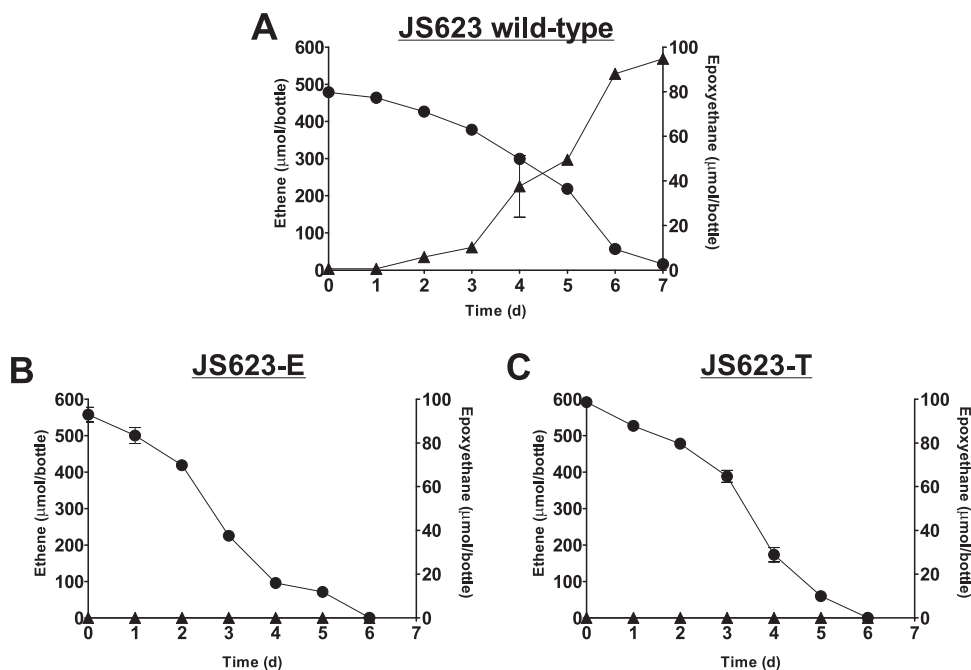 A
JS623 wild-type
Ethene (μmol/bottle)
600
500
400
300
200
100
0
Epoxyethane (μmol/bottle)
100
80
60
40
20
0
0 1 2 3 4 5 6 7
Time (d)
B
JS623-E
Ethene (μmol/bottle)
600
500
400
300
200
100
0
Epoxyethane (μmol/bottle)
100
80
60
40
20
0
0 1 2 3 4 5 6 7
Time (d)
C
JS623-T
Ethene (μmol/bottle)
600
500
400
300
200
100
0
Epoxyethane (μmol/bottle)
100
80
60
40
20
0
0 1 2 3 4 5 6 7
Time (d)